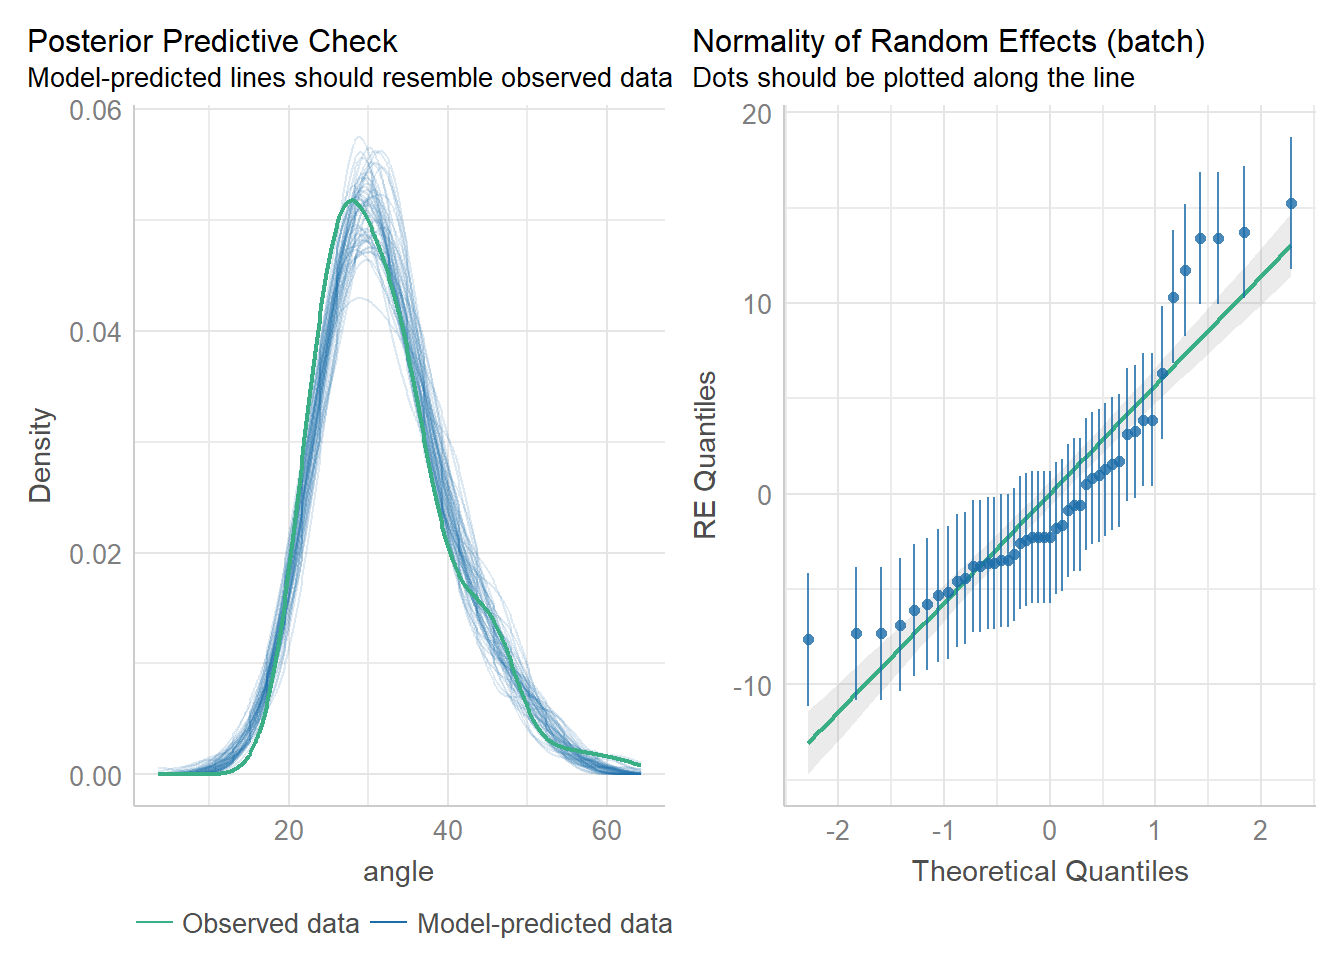 Posterior Predictive Check
Model-predicted lines should resemble observed data
0.06
0.04
0.02
0.00
Density
20 40 60
angle
Observed data Model-predicted data
Normality of Random Effects (batch)
Dots should be plotted along the line
20
10
0
-10
RE Quantiles
-2 -1 0 1 2
Theoretical Quantiles